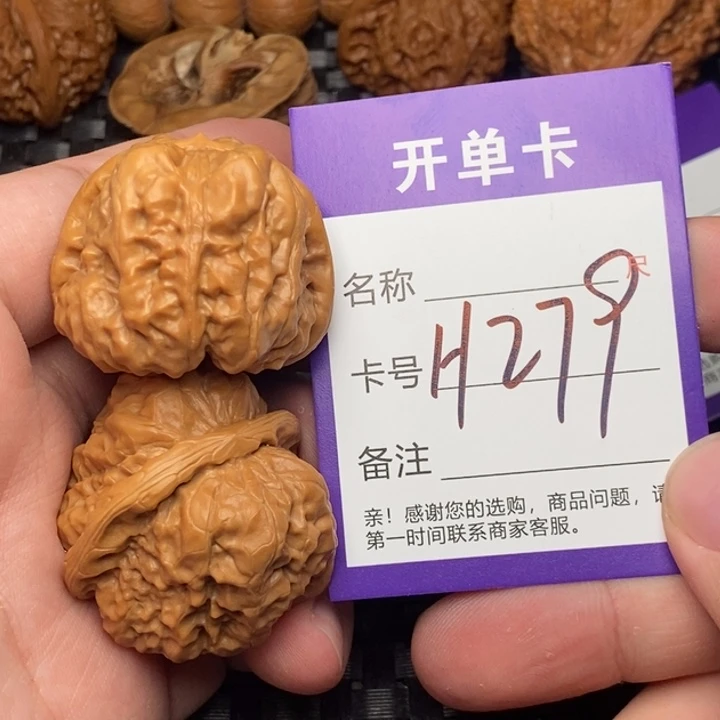 开单卡
名称
尺
卡号 H279
备注
亲！感谢您的选购，商品问题，请
第一时间联系商家客服。